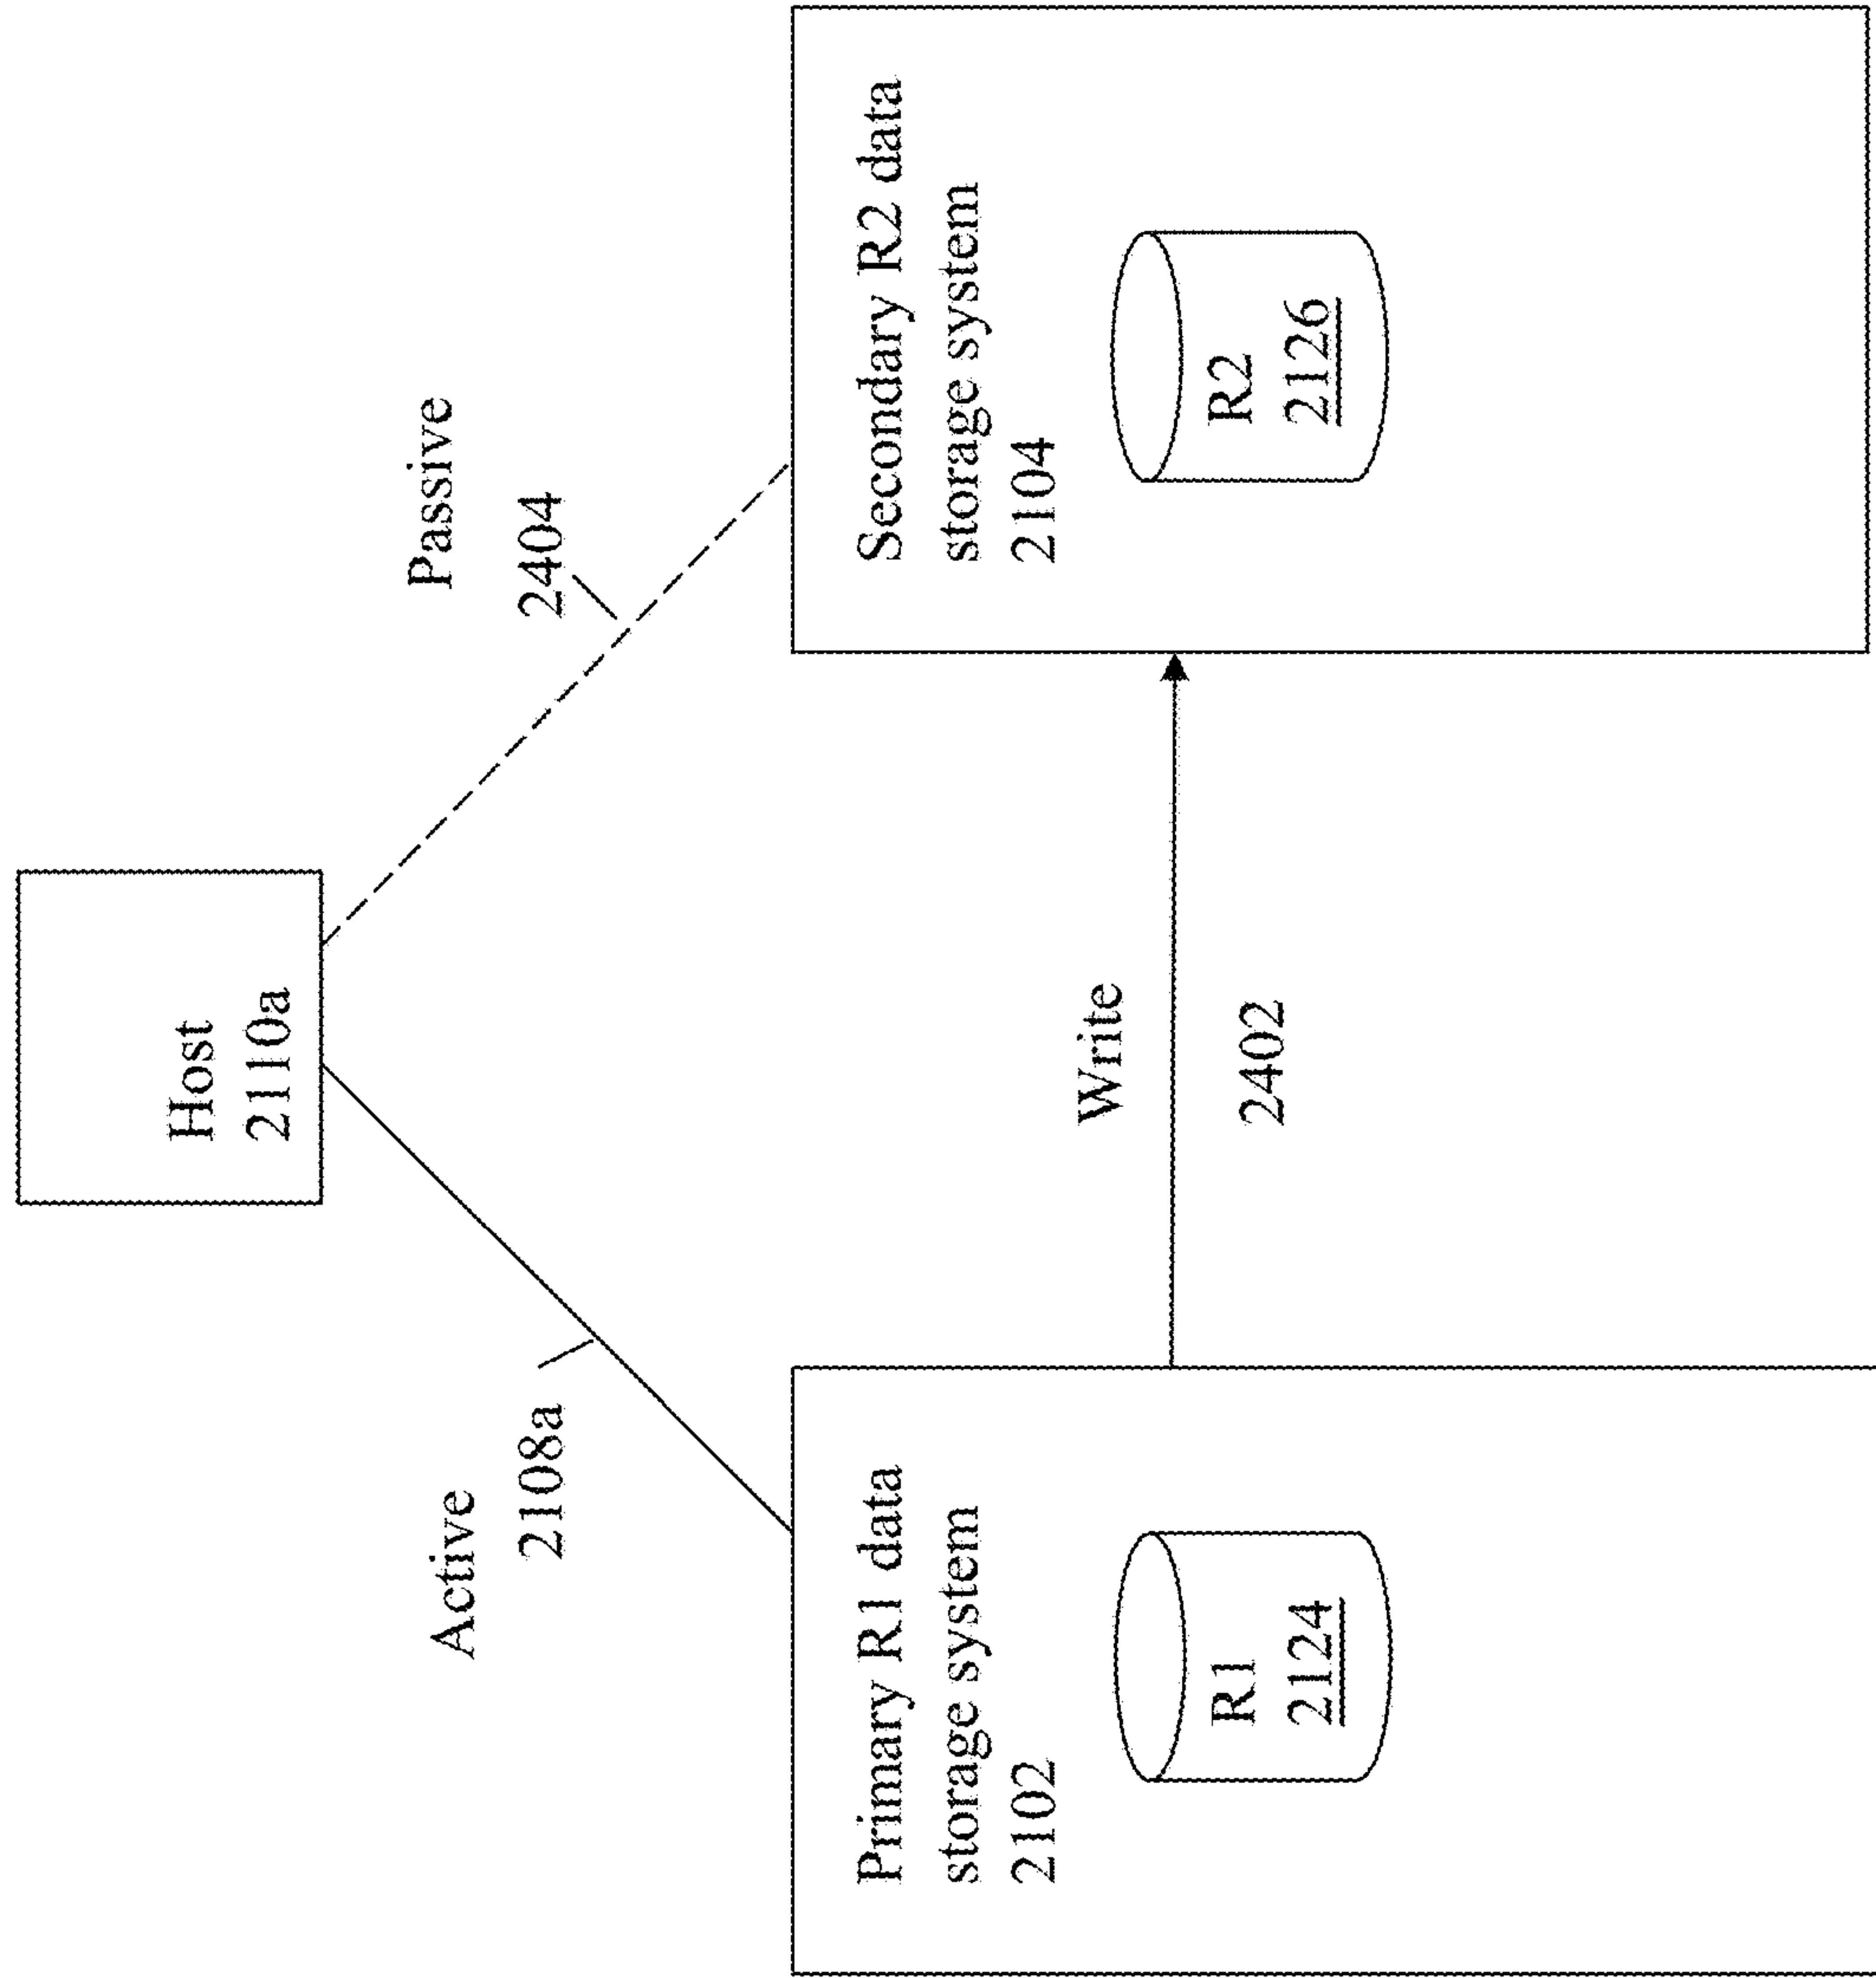 Host
2110a
Active
2108a
Passive
2404
Primary R1 data
storage system
2102
R1
2124
Write
2402
Secondary R2 data
storage system
2104
R2
2126